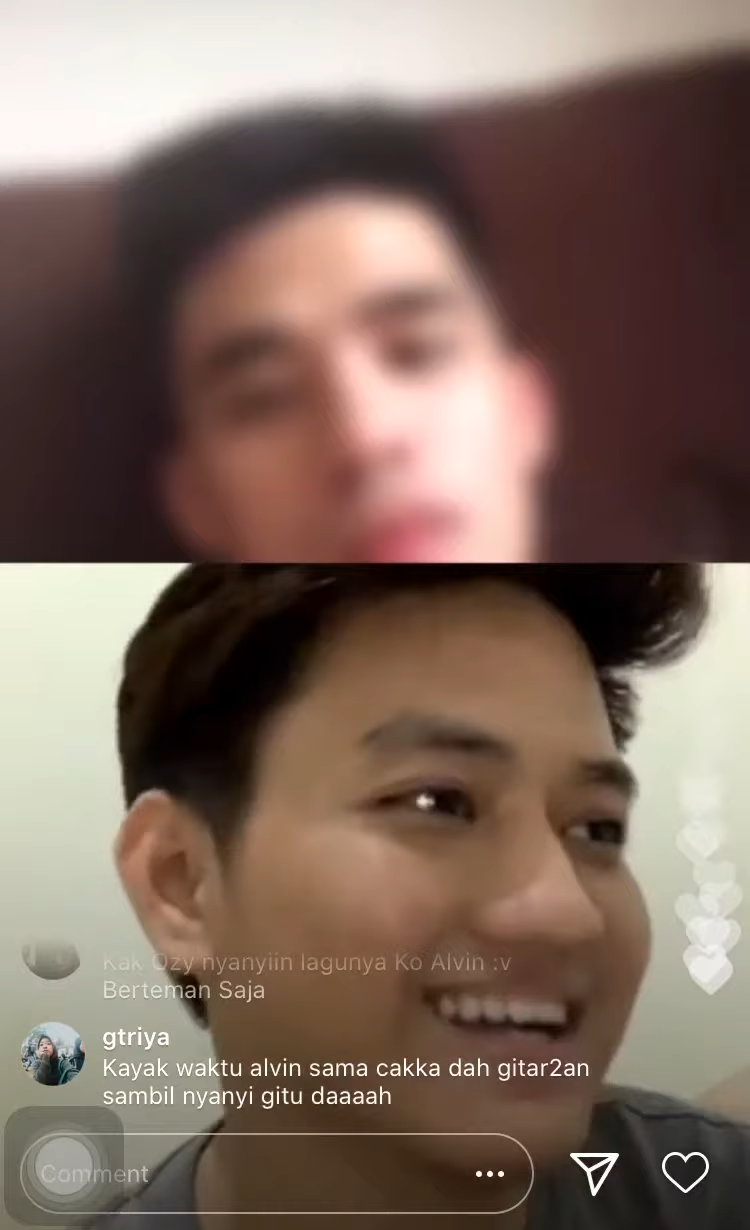 Kak Ozy nyanyiin lagunya Ko Alvin :v
Berteman Saja
gtriya
Kayak waktu alvin sama cakka dah gitar2an
sambil nyanyi gitu daaaah
Comment